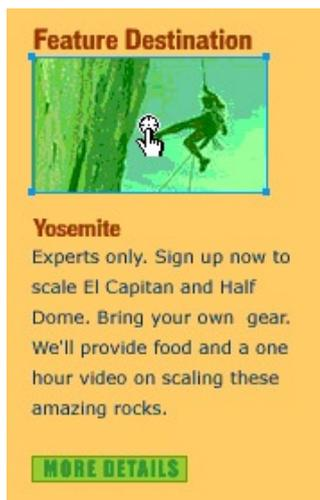 Feature Destination
Yosemite
Experts only. Sign up now to
scale El Capitan and Half
Dome. Bring your own  gear.
We'll provide food and a one
hour video on scaling these
amazing rocks.
MORE DETAILS